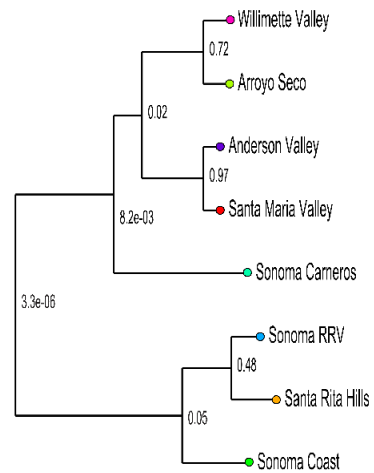 Willimette Valley
0.72
Arroyo Seco
0.02
Anderson Valley
0.97
Santa Maria Valley
8.2e-03
Sonoma Carneros
3.3e-06
Sonoma RRV
0.48
Santa Rita Hills
0.05
Sonoma Coast